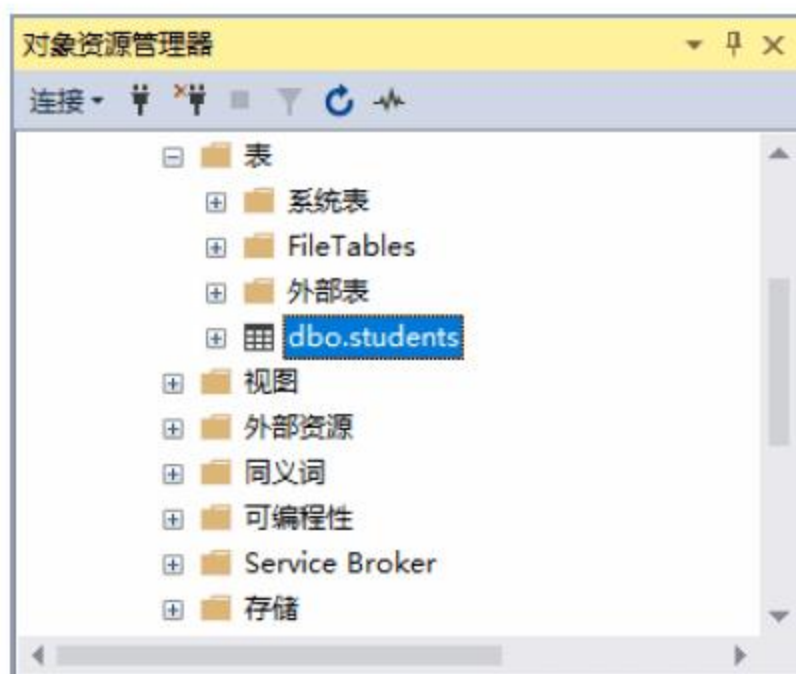 对象资源管理器
连接
表
系统表
FileTables
外部表
dbo.students
视图
外部资源
同义词
可编程性
Service Broker
存储